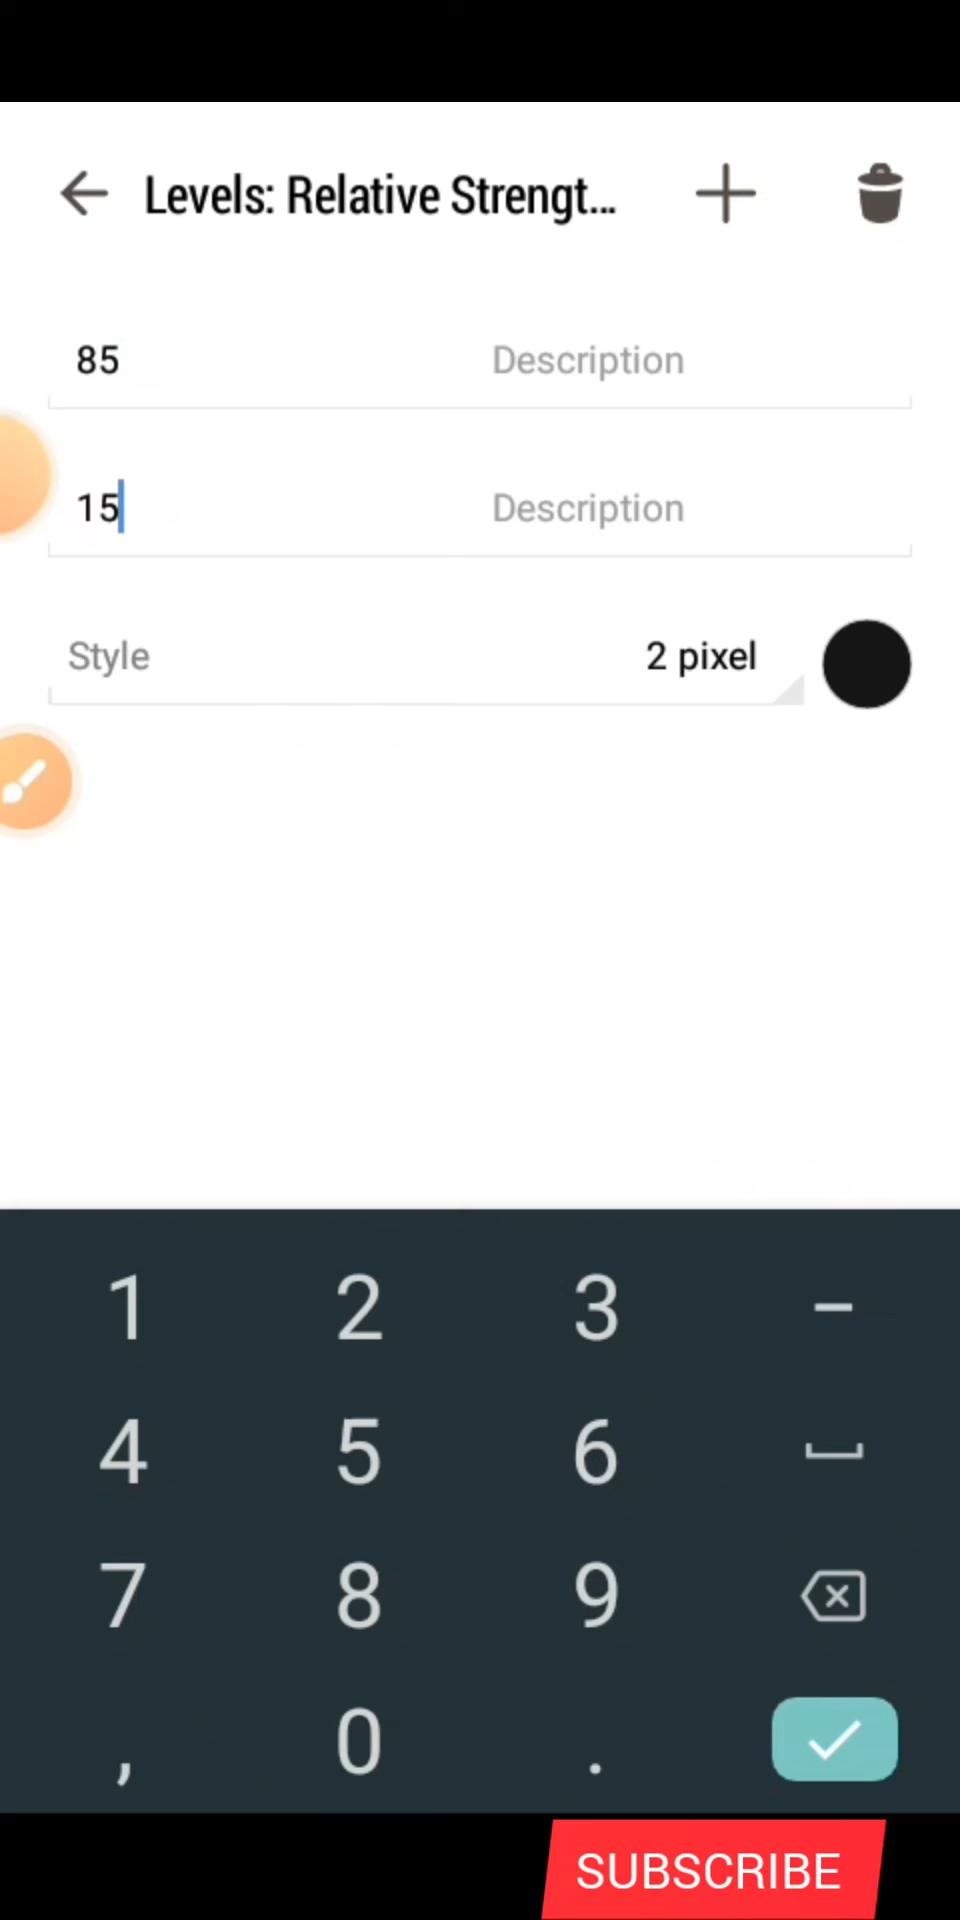 Levels: Relative Strengt...
85 Description
15 Description
Style 2 pixel
1 2 3 -
4 5 6
7 8 9
, 0 .
SUBSCRIBE